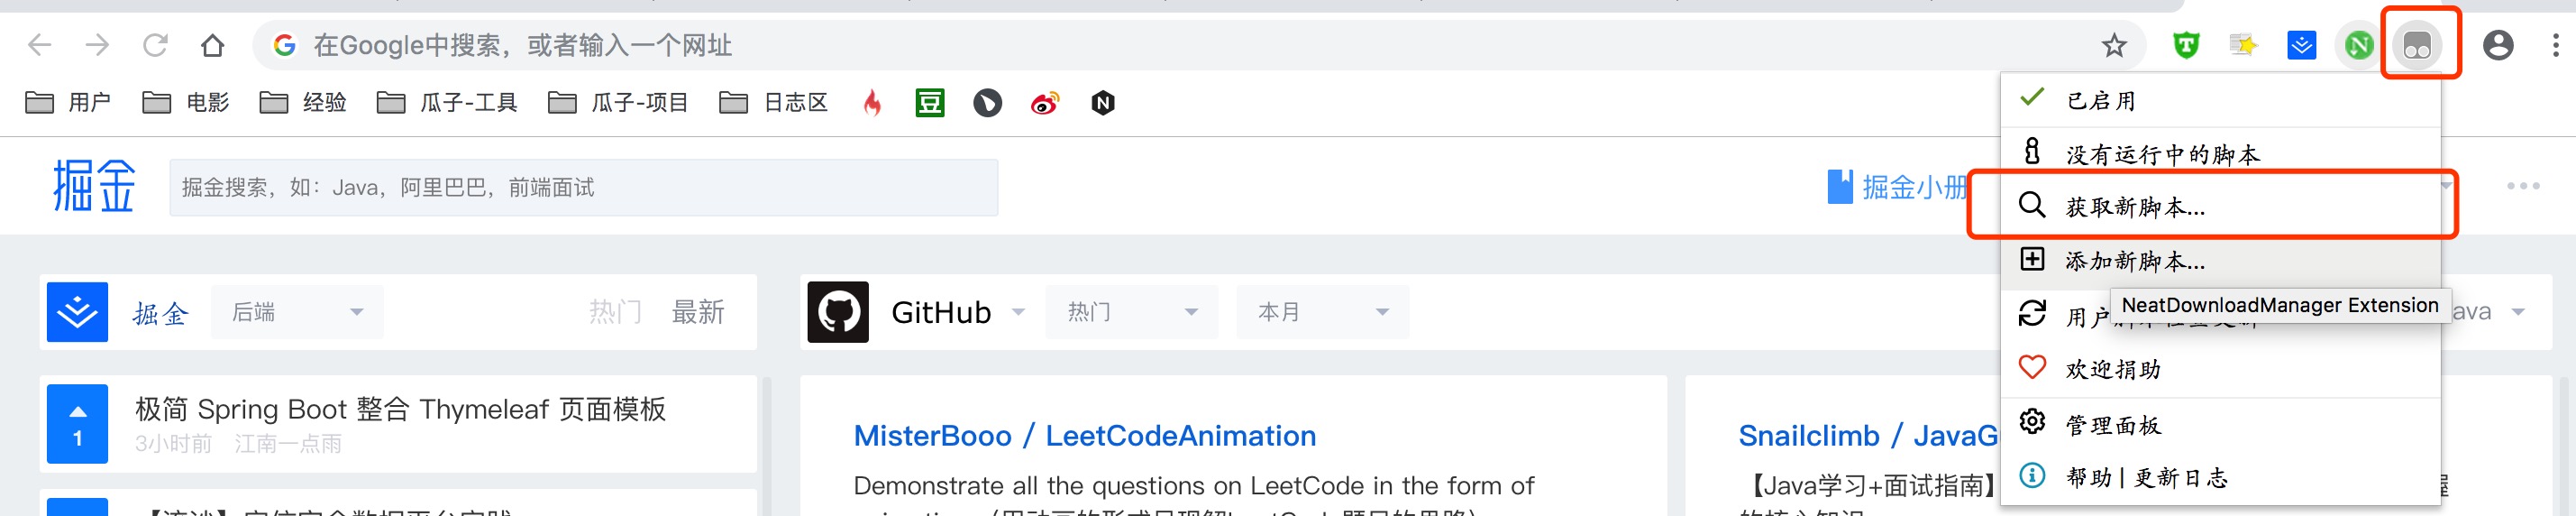 在Google中搜索，或者输入一个网址
用户 电影 经验 瓜子-工具 瓜子-项目 日志区
已启用
没有运行中的脚本
获取新脚本...
添加新脚本...
NeatDownloadManager Extension
用户
欢迎捐助
管理面板
帮助 | 更新日志
掘金
掘金搜索，如：Java，阿里巴巴，前端面试
掘金小册
掘金 后端 热门 最新
GitHub 热门 本月
ava
1
极简 Spring Boot 整合 Thymeleaf 页面模板
3小时前 江南一点雨
MisterBooo / LeetCodeAnimation
Demonstrate all the questions on LeetCode in the form of
Snailclimb / JavaG
【Java学习+面试指南】